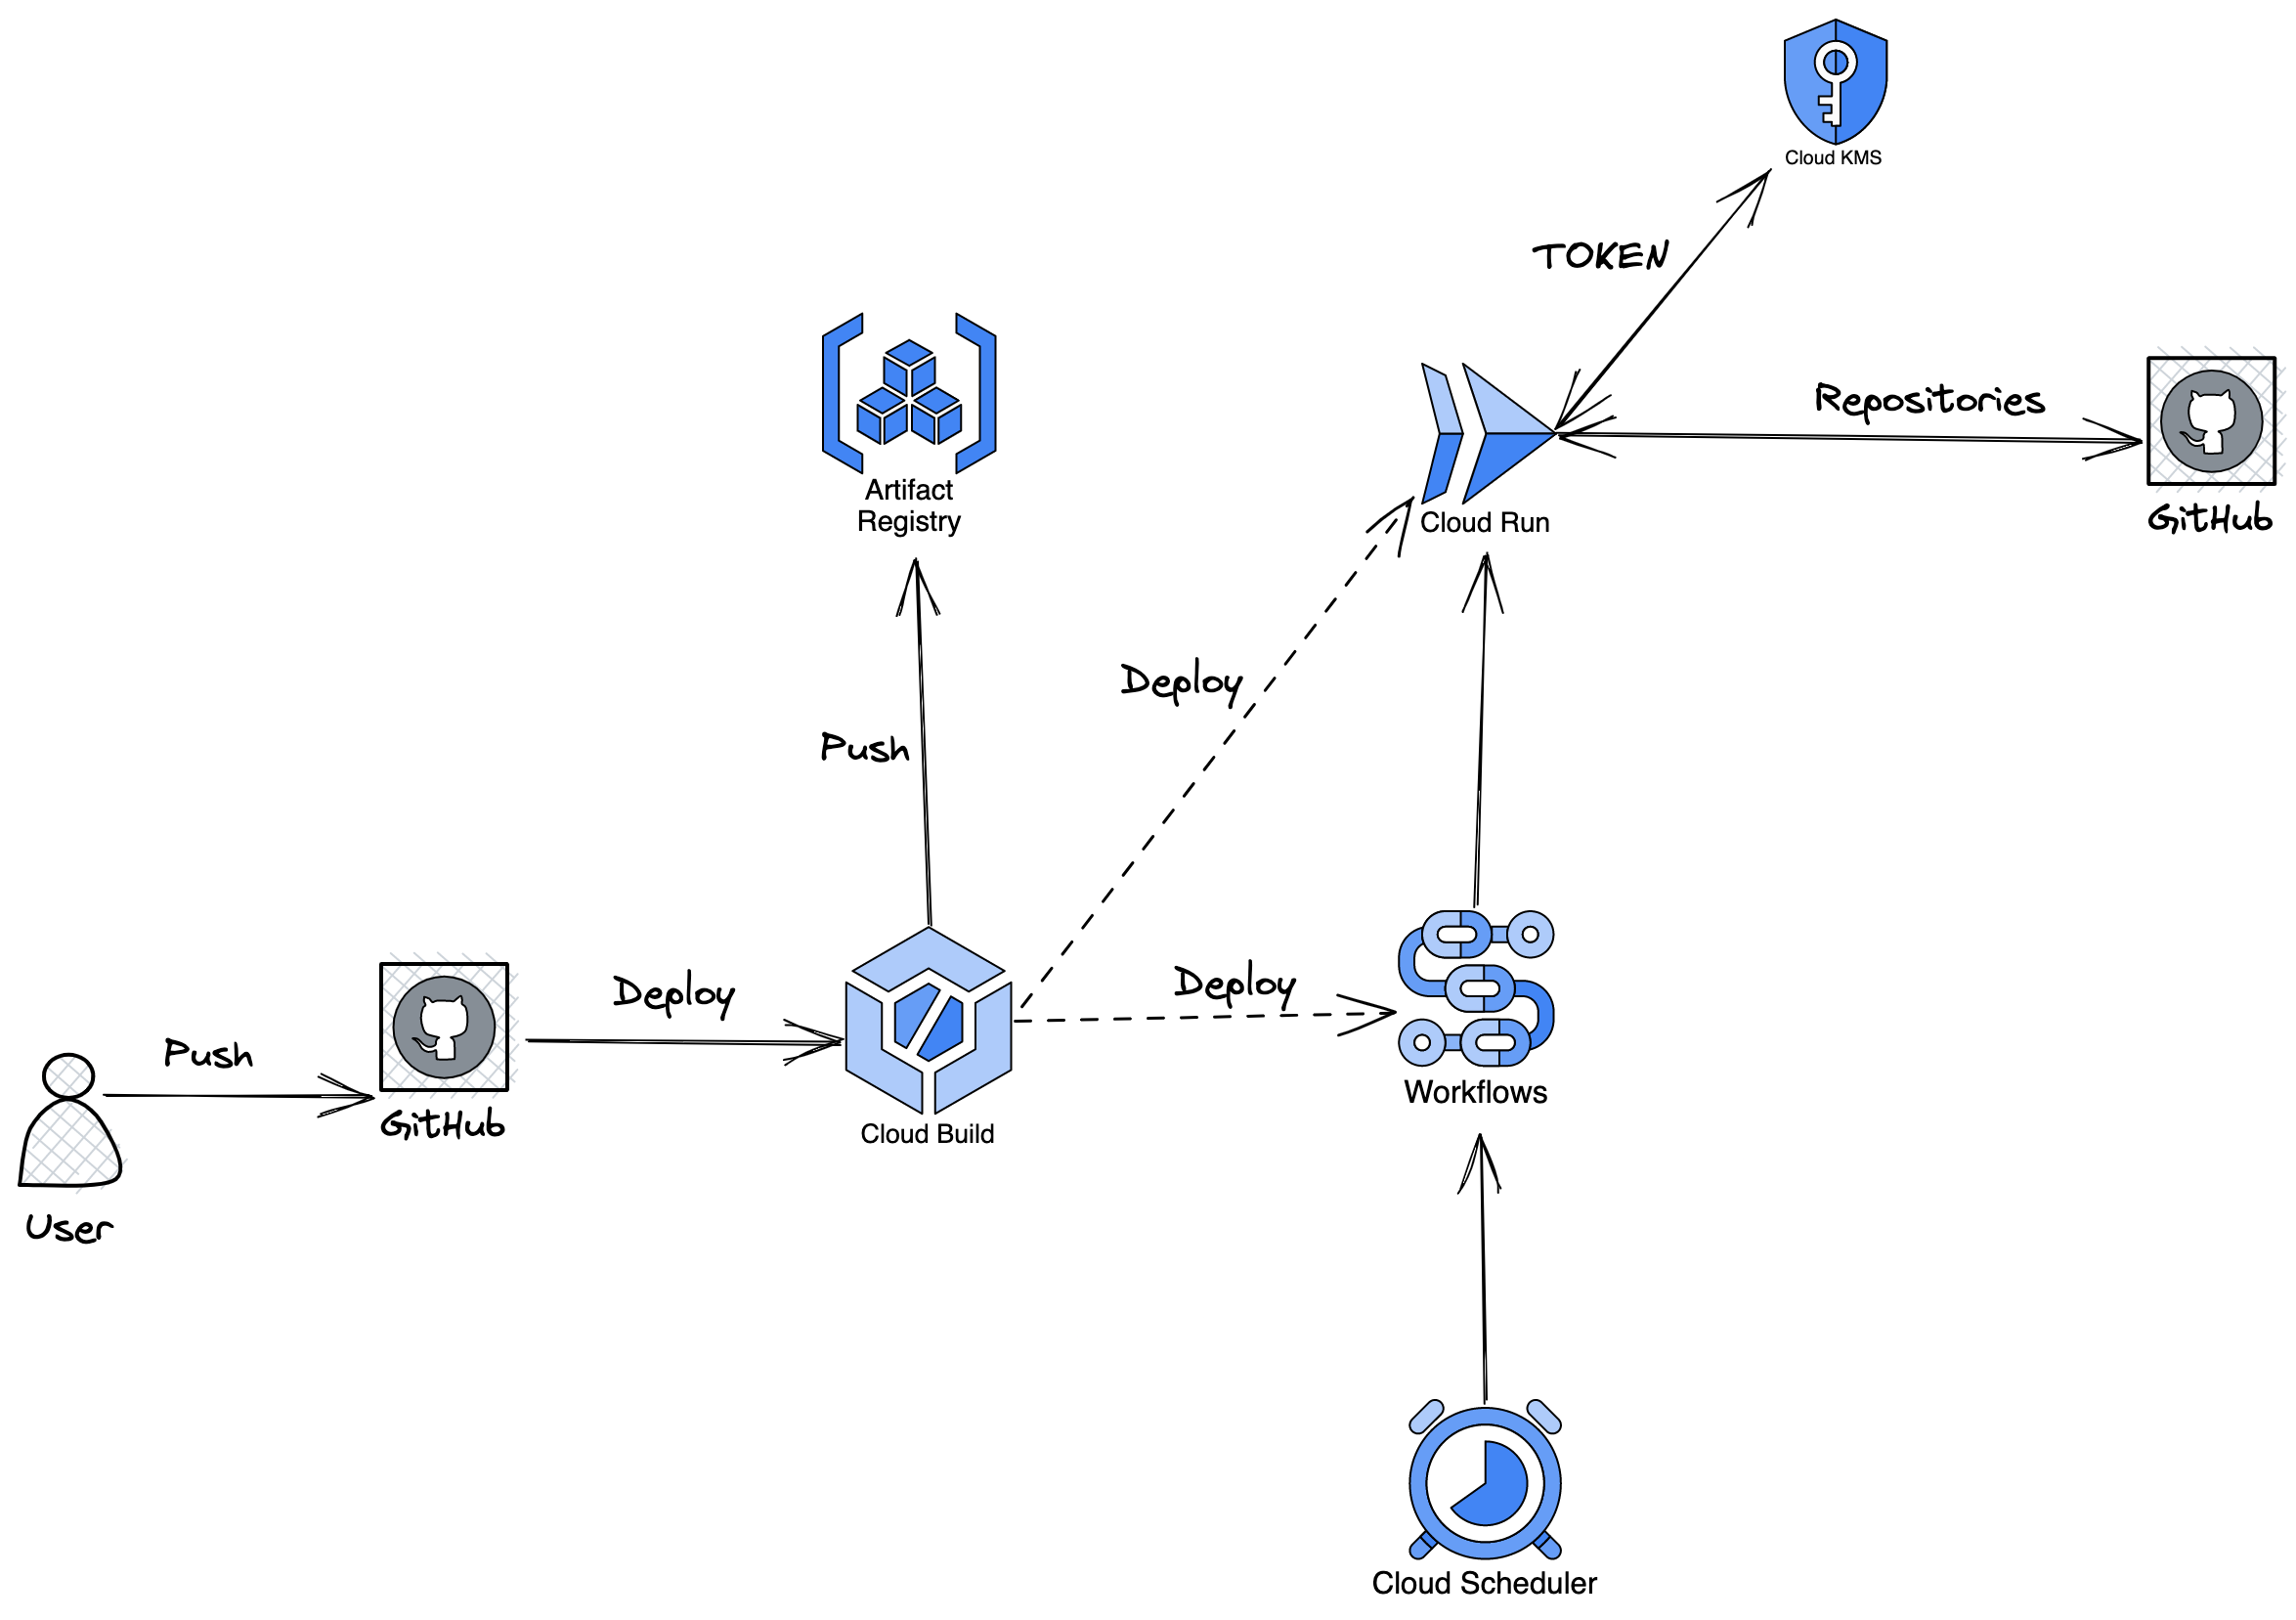 Cloud KMS
TOKEN
Repositories
GitHub
Artifact
Registry
Cloud Run
Deploy
Push
Deploy
Deploy
Push
GitHub
User
Cloud Build
Workflows
Cloud Scheduler